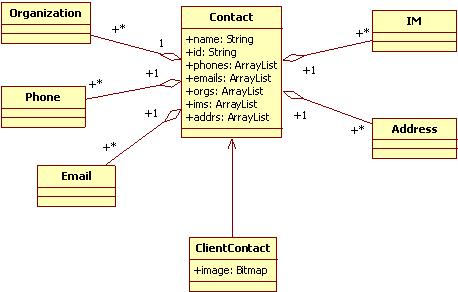 Organization
Contact
IM
+*
1
+name: String
+id: String
+phones: ArrayList
+emails: ArrayList
+orgs: ArrayList
+ims: ArrayList
+addrs: ArrayList
+*
+1
Phone
+*
+1
+1
+1
+*
Address
+*
Email
ClientContact
+image: Bitmap